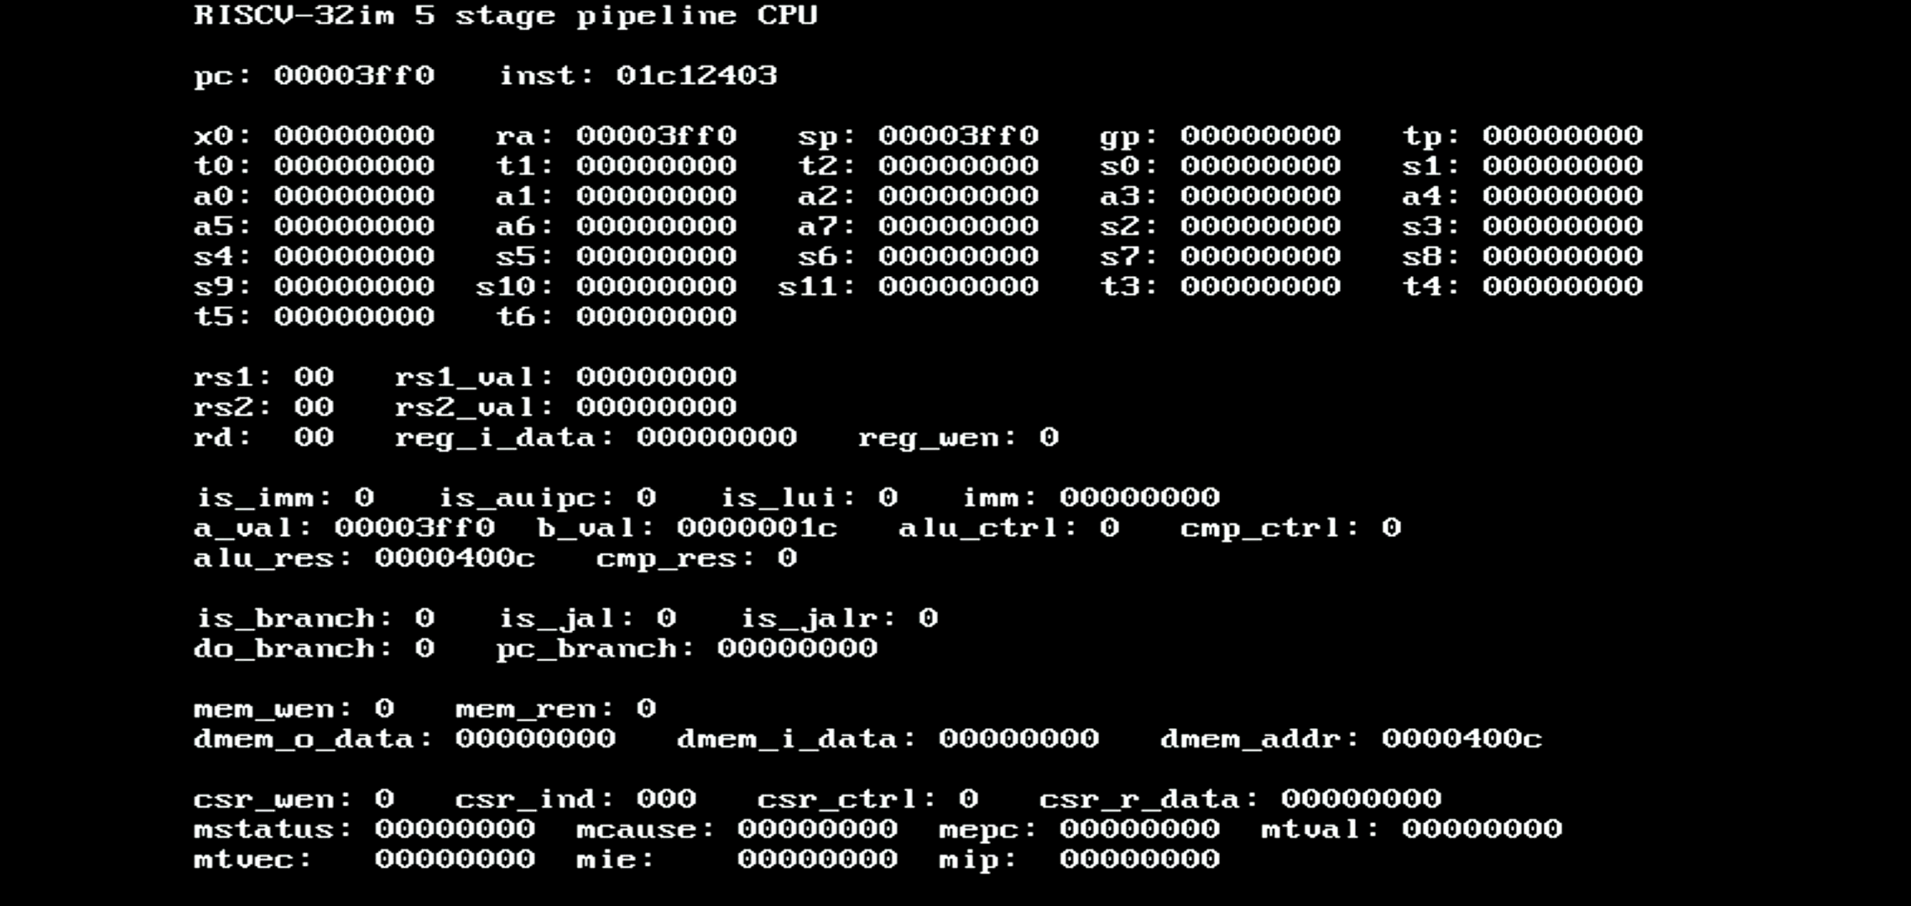 RISCV-32im 5 stage pipeline CPU
pc: 00003ff0 inst: 01c12403
x0: 00000000 ra: 00003ff0 sp: 00003ff0 gp: 00000000 tp: 00000000
t0: 00000000 t1: 00000000 t2: 00000000 s0: 00000000 s1: 00000000
a0: 00000000 a1: 00000000 a2: 00000000 a3: 00000000 a4: 00000000
a5: 00000000 a6: 00000000 a7: 00000000 s2: 00000000 s3: 00000000
s4: 00000000 s5: 00000000 s6: 00000000 s7: 00000000 s8: 00000000
s9: 00000000 s10: 00000000 s11: 00000000 t3: 00000000 t4: 00000000
t5: 00000000 t6: 00000000
rs1: 00 rs1_val: 00000000
rs2: 00 rs2_val: 00000000
rd: 00 reg_i_data: 00000000 reg_wen: 0
is_imm: 0 is_auipc: 0 is_lui: 0 imm: 00000000
a_val: 00003ff0 b_val: 0000001c alu_ctrl: 0 cmp_ctrl: 0
alu_res: 0000400c cmp_res: 0
is_branch: 0 is_jal: 0 is_jalr: 0
do_branch: 0 pc_branch: 00000000
mem_wen: 0 mem_ren: 0
dmem_o_data: 00000000 dmem_i_data: 00000000 dmem_addr: 0000400c
csr_wen: 0 csr_ind: 000 csr_ctrl: 0 csr_r_data: 00000000
mstatus: 00000000 mcause: 00000000 mepc: 00000000 mtval: 00000000
mtvec: 00000000 mie: 00000000 mip: 00000000